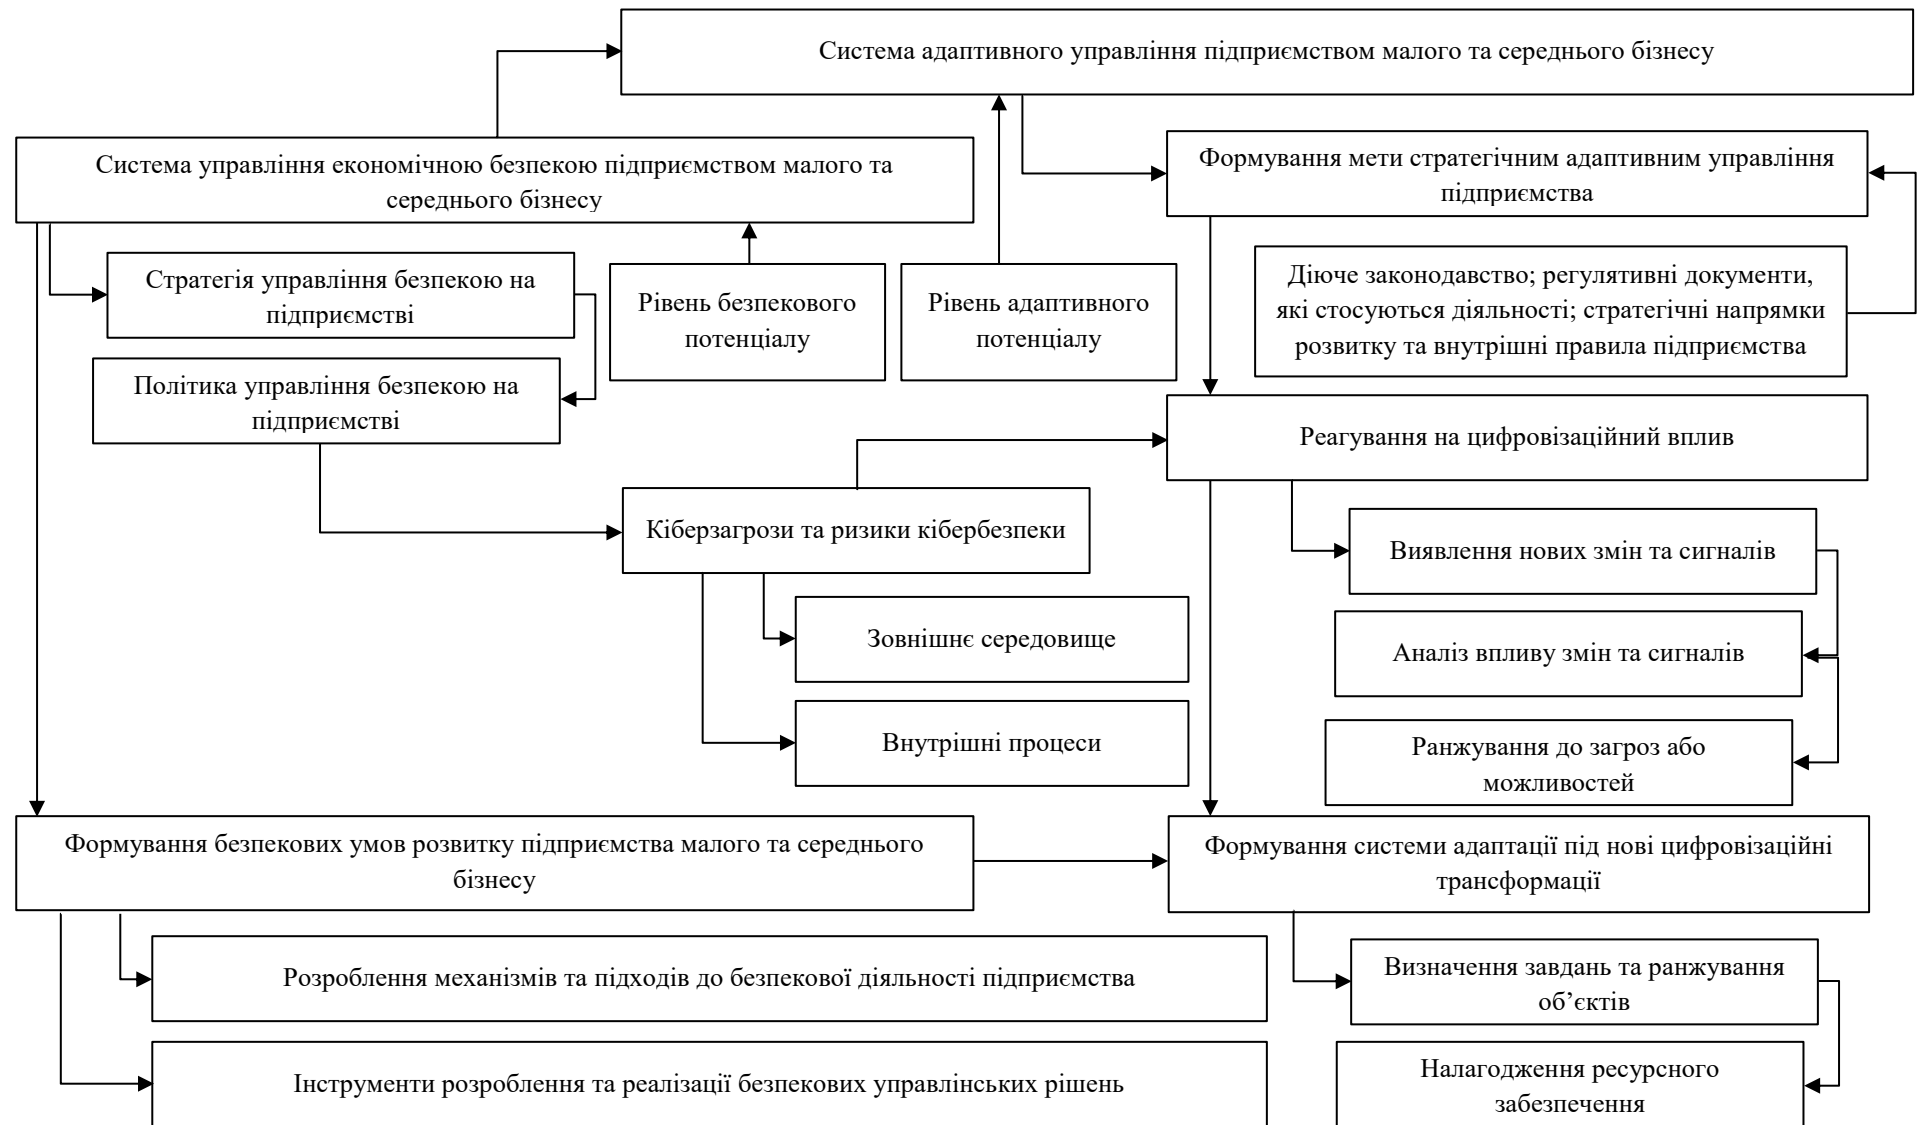 Система адаптивного управління підприємством малого та середнього бізнесу
Система управління економічною безпекою підприємством малого та
середнього бізнесу
Формування мети стратегічним адаптивним управління
підприємства
Стратегія управління безпекою на
підприємстві
Рівень безпекового
потенціалу
Рівень адаптивного
потенціалу
Діюче законодавство; регулятивні документи,
які стосуються діяльності; стратегічні напрямки
розвитку та внутрішні правила підприємства
Політика управління безпекою на
підприємстві
Реагування на цифровізаційний вплив
Кіберзагрози та ризики кібербезпеки
Виявлення нових змін та сигналів
Зовнішнє середовище
Аналіз впливу змін та сигналів
Внутрішні процеси
Ранжування до загроз або
можливостей
Формування безпекових умов розвитку підприємства малого та середнього
бізнесу
Формування системи адаптації під нові цифровізаційні
трансформації
Розроблення механізмів та підходів до безпекової діяльності підприємства
Визначення завдань та ранжування
об’єктів
Інструменти розроблення та реалізації безпекових управлінських рішень
Налагодження ресурсного
забезпечення